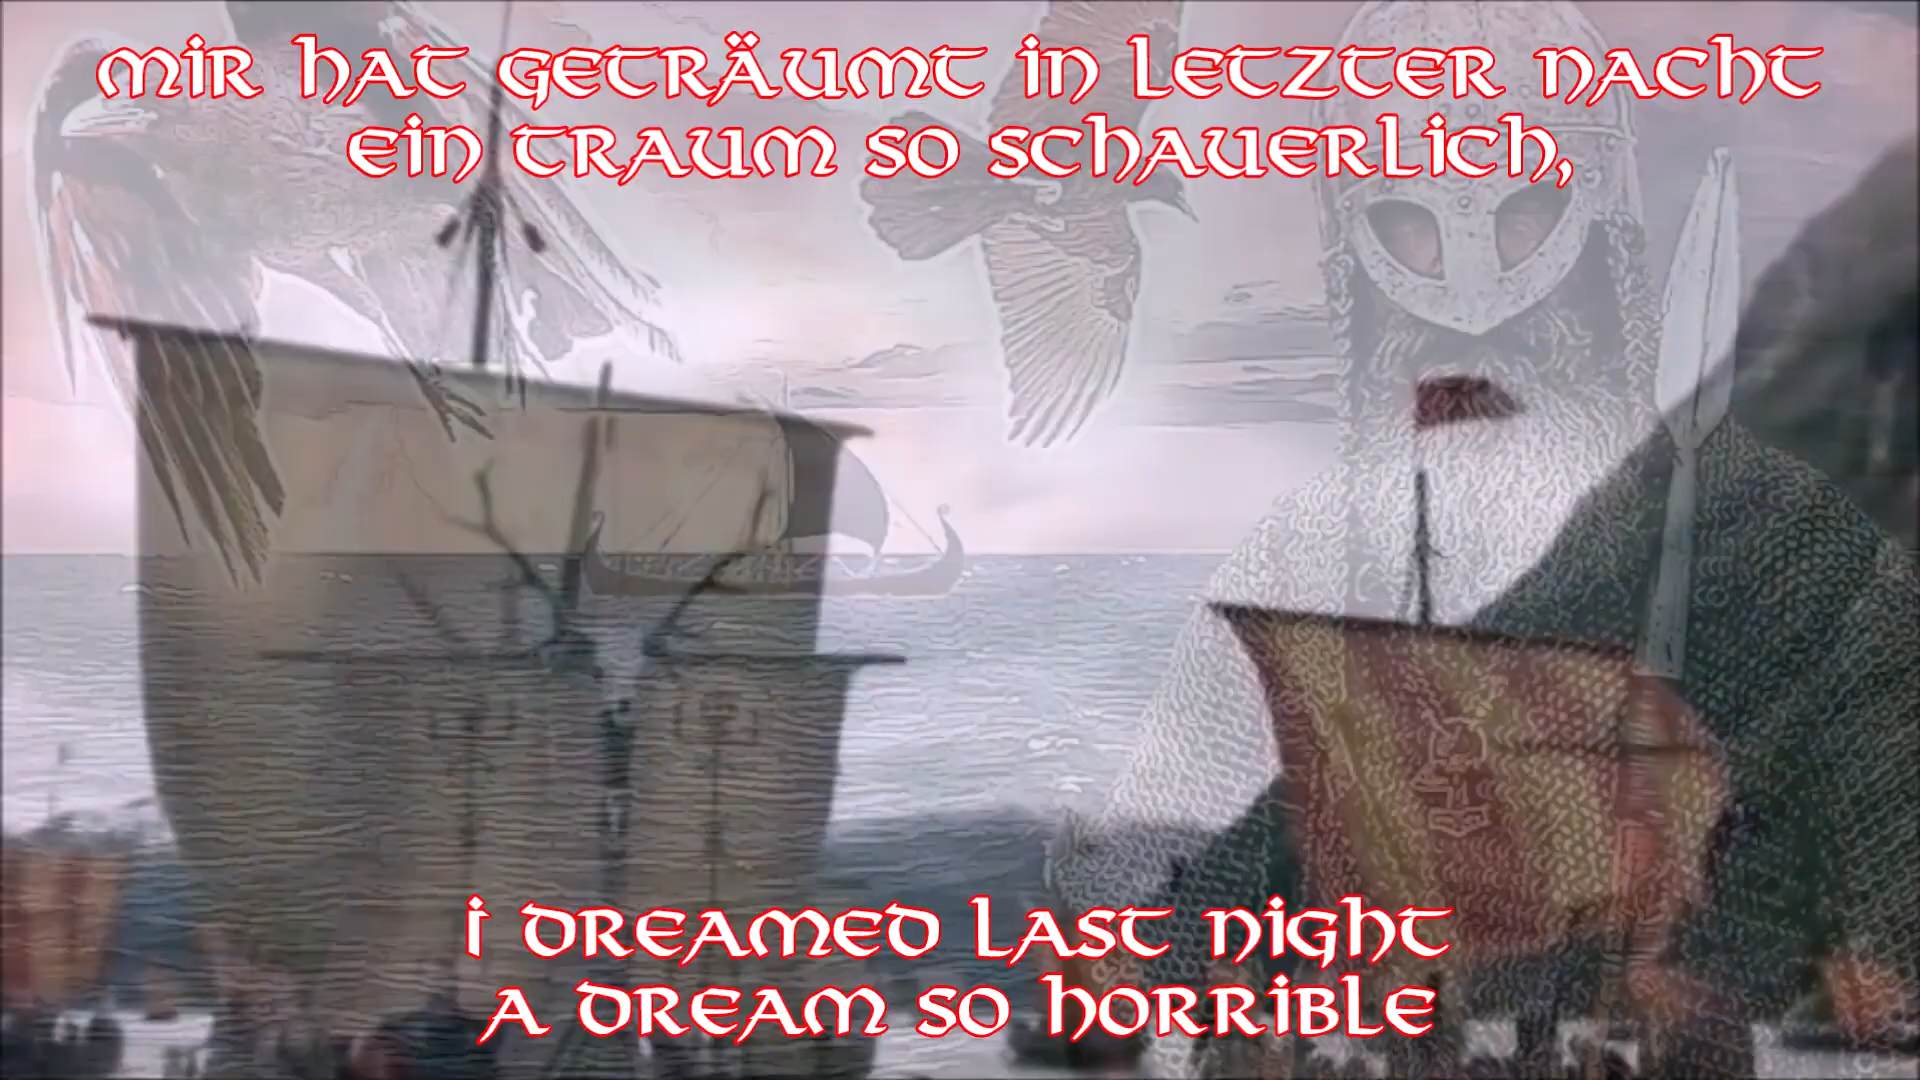 mir hat geträumt in letzter nacht
ein traum so schauerlich,
i dreamed last night
a dream so horrible